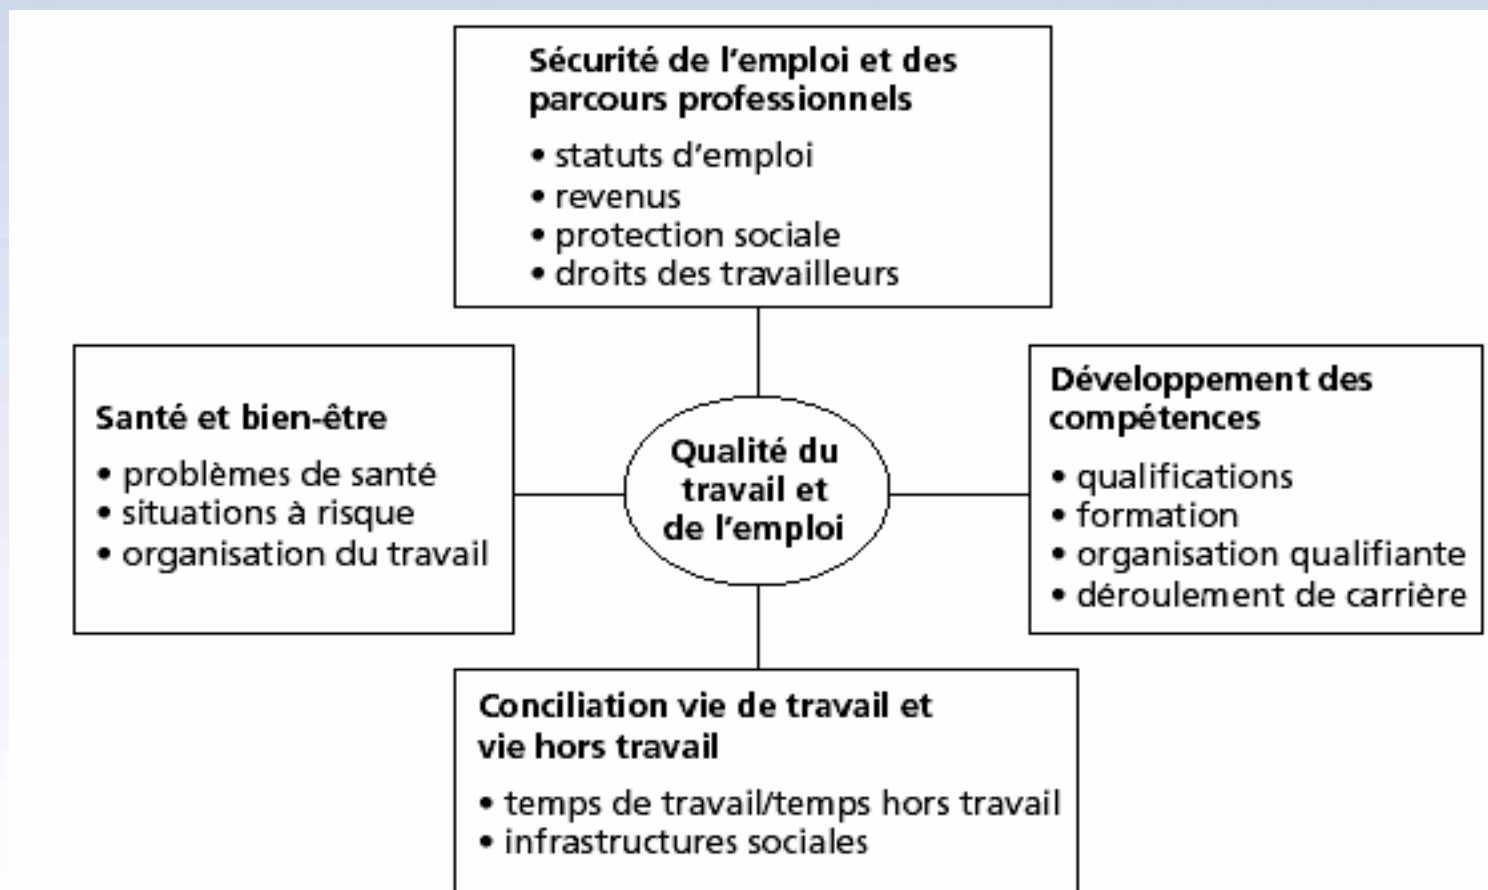 Sécurité de l'emploi et des
parcours professionnels
• statuts d'emploi
• revenus
• protection sociale
• droits des travailleurs
Santé et bien-être
• problèmes de santé
• situations à risque
• organisation du travail
Qualité du
travail et
de l'emploi
Développement des
compétences
• qualifications
• formation
• organisation qualifiante
• déroulement de carrière
Conciliation vie de travail et
vie hors travail
• temps de travail/temps hors travail
• infrastructures sociales